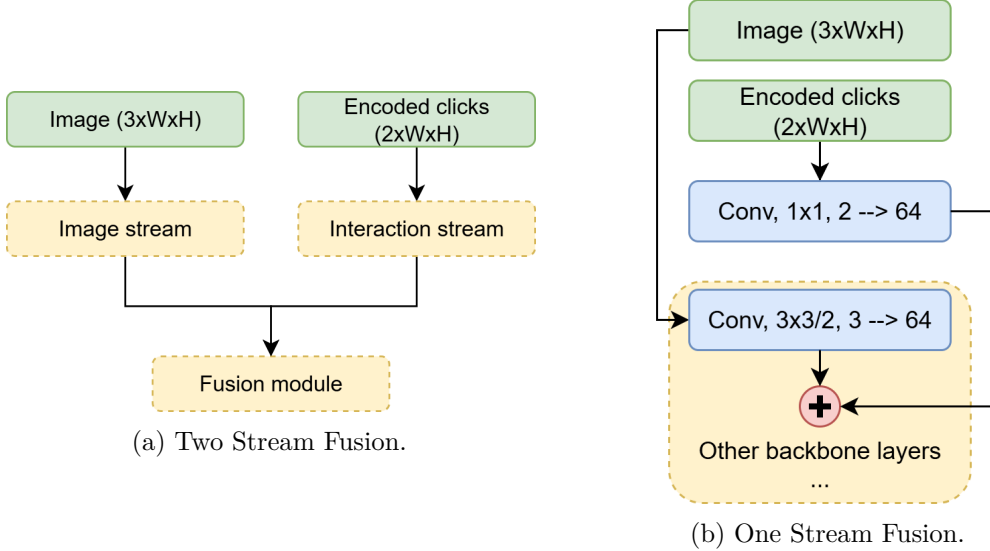 Image (3xWxH)
Encoded clicks
(2xWxH)
Image stream
Interaction stream
Fusion module
(a) Two Stream Fusion.
Image (3xWxH)
Encoded clicks
(2xWxH)
Conv, 1x1, 2 --> 64
Conv, 3x3/2, 3 --> 64
Other backbone layers
...
(b) One Stream Fusion.